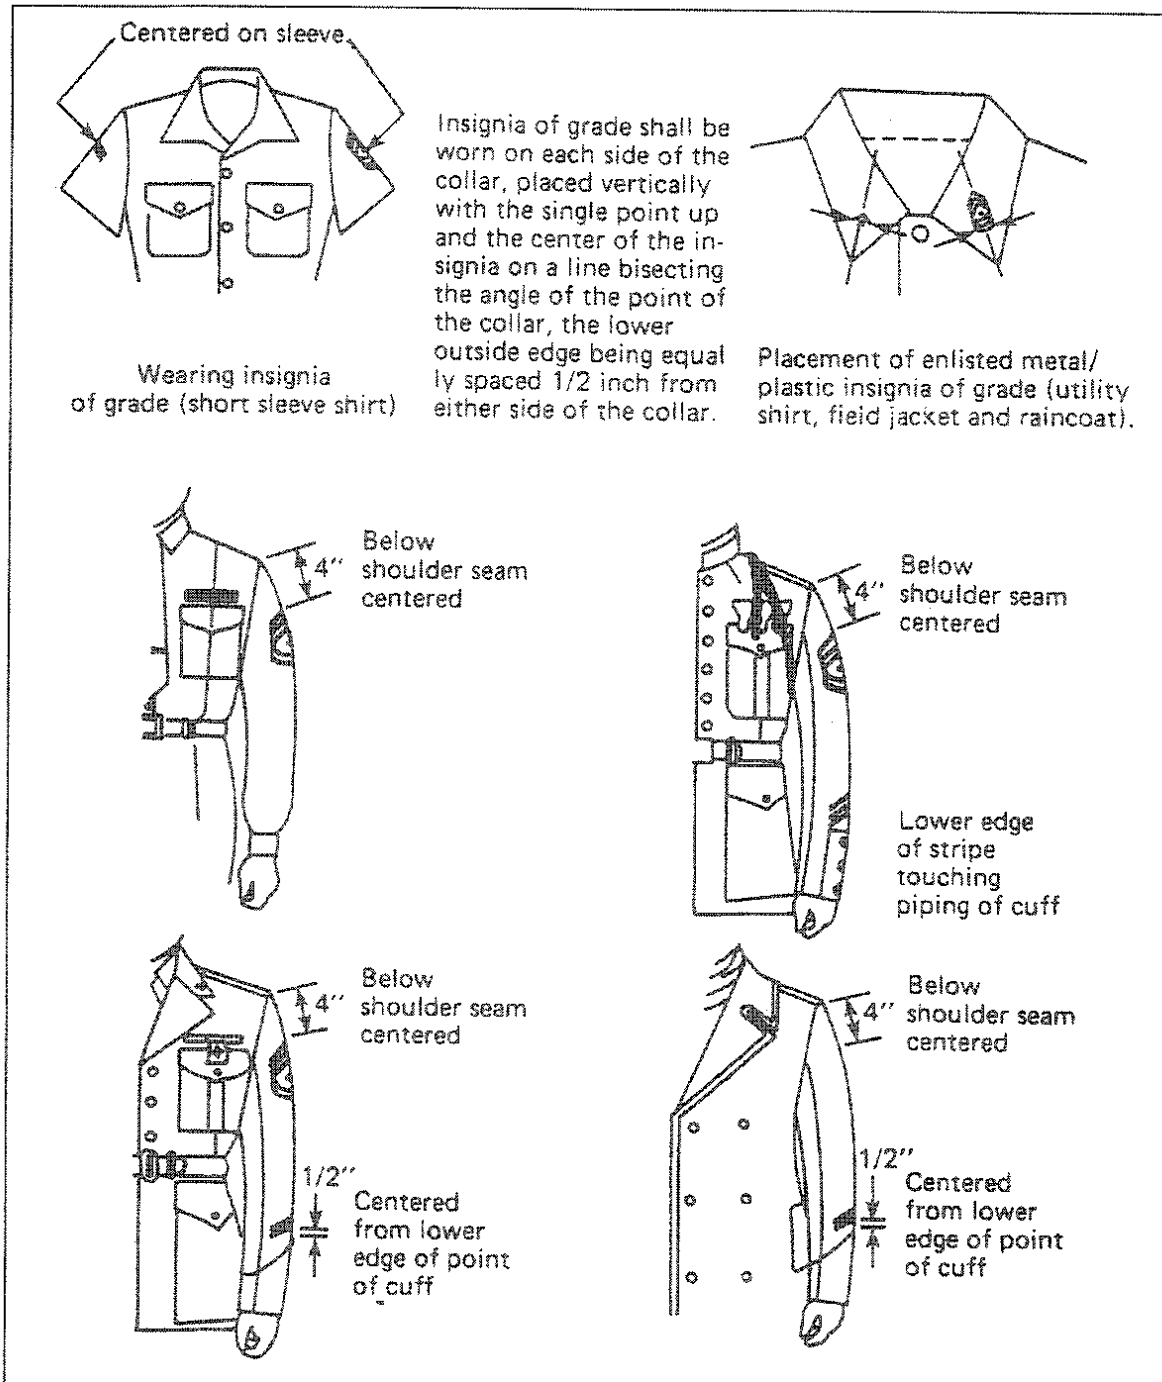 Centered on sleeve
Insignia of grade shall be
worn on each side of the
collar, placed vertically
with the single point up
and the center of the in-
signia on a line bisecting
the angle of the point of
the collar, the lower
outside edge being equal
ly spaced 1/2 inch from
either side of the collar.
Wearing insignia
of grade (short sleeve shirt)
Placement of enlisted metal/
plastic insignia of grade (utility
shirt, field jacket and raincoat).
4"
Below
shoulder seam
centered
4"
Below
shoulder seam
centered
Lower edge
of stripe
touching
piping of cuff
4"
Below
shoulder seam
centered
1/2"
Centered
from lower
edge of point
of cuff
4"
Below
shoulder seam
centered
1/2"
Centered
from lower
edge of point
of cuff